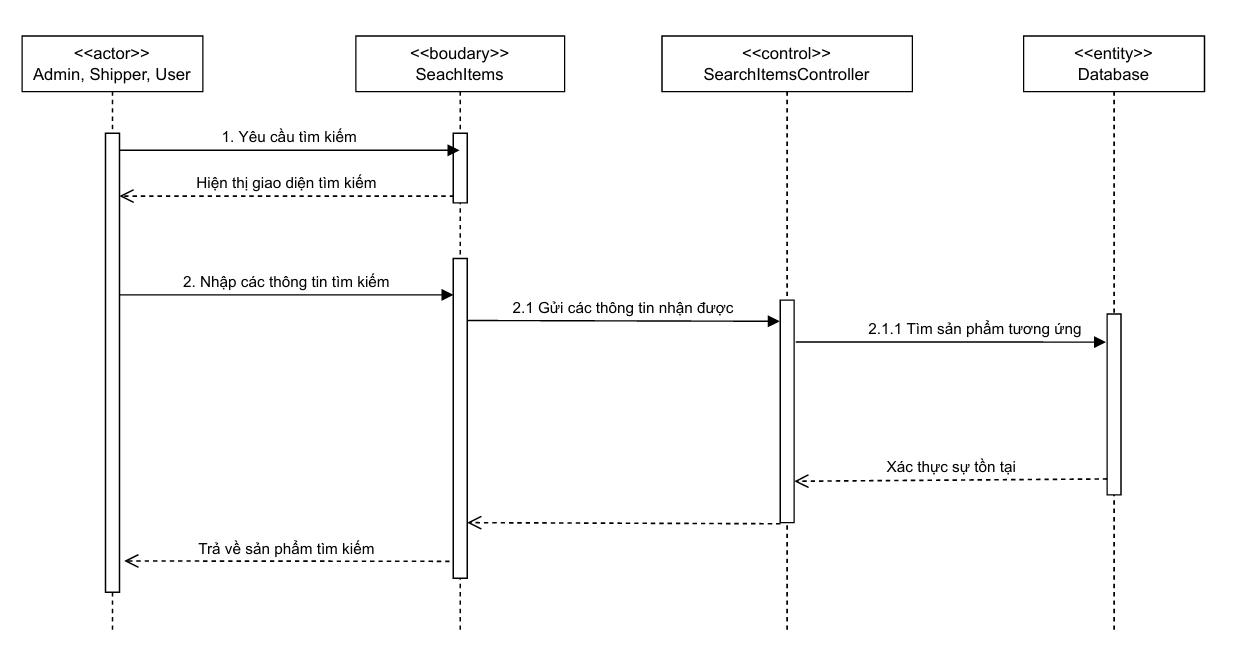 <<actor>>
Admin, Shipper, User
<<boudary>>
SeachItems
<<control>>
SearchItemsController
<<entity>>
Database
1. Yêu cầu tìm kiếm
Hiện thị giao diện tìm kiếm
2. Nhập các thông tin tìm kiếm
2.1 Gửi các thông tin nhận được
2.1.1 Tìm sản phẩm tương ứng
Xác thực sự tồn tại
Trả về sản phẩm tìm kiếm